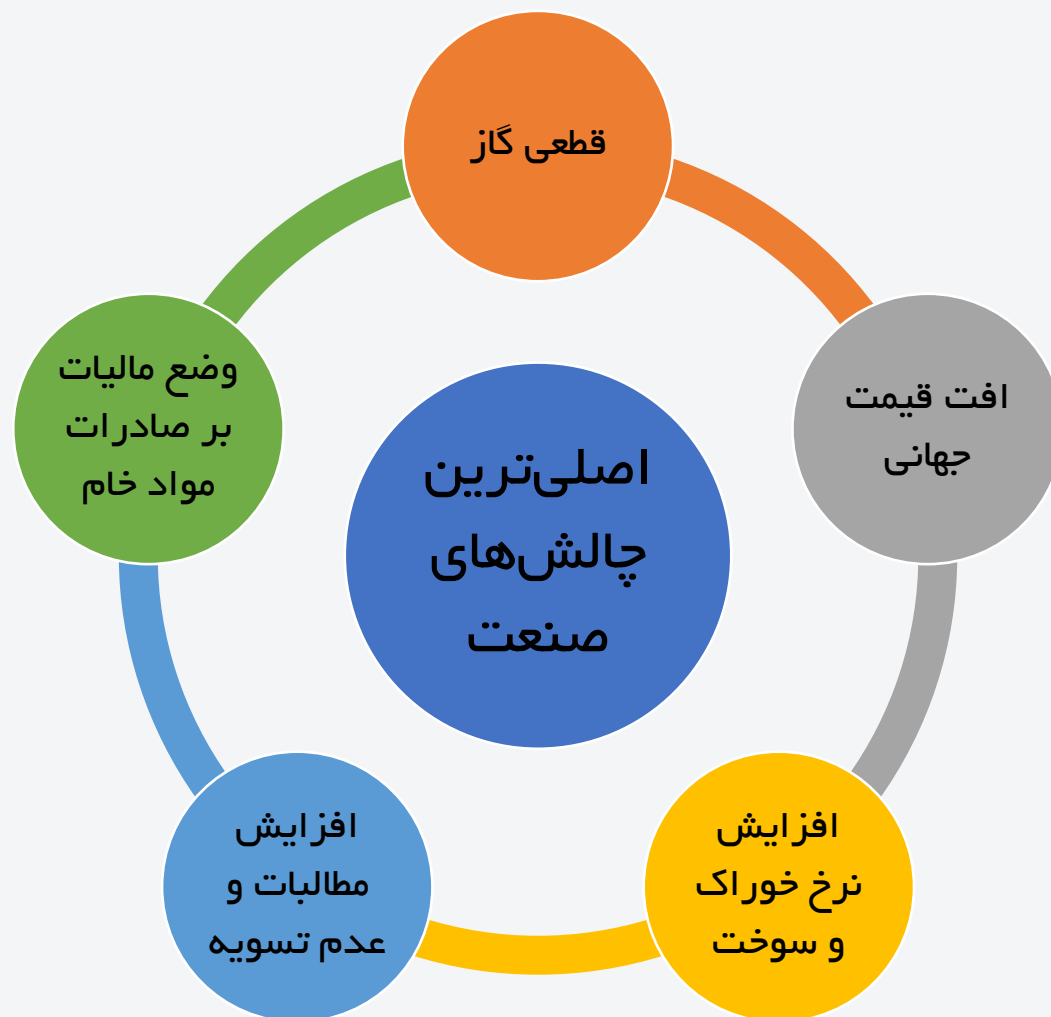 قطعی گاز
افت قیمت
جهانی
افزایش
نرخ خوراک
و سوخت
افزایش
مطالبات و
عدم تسویه
وضع مالیات
بر صادرات
مواد خام
اصلی‌ترین
چالش‌های
صنعت